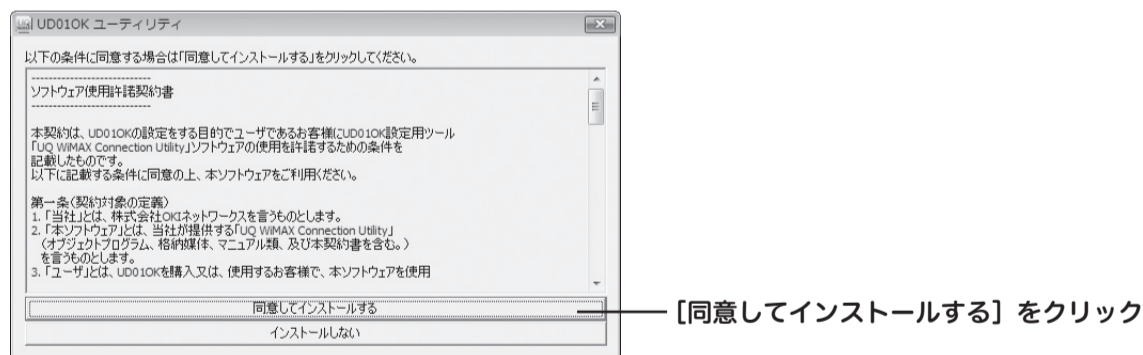 UD01OK ユーティリティ
以下の条件に同意する場合は「同意してインストールする」をクリックしてください。
----------------------------
ソフトウェア使用許諾契約書
----------------------------
本契約は、UD01OKの設定をする目的でユーザであるお客様にUD01OK設定用ツール
「UQ WiMAX Connection Utility」ソフトウェアの使用を許諾するための条件を
記載したものです。
以下に記載する条件に同意の上、本ソフトウェアをご利用ください。
第一条(契約対象の定義)
1.「当社」とは、株式会社OKIネットワークスを言うものとします。
2.「本ソフトウェア」とは、当社が提供する「UQ WiMAX Connection Utility」
(オブジェクトプログラム、格納媒体、マニュアル類、及び本契約書を含む。)
を言うものとします。
3.「ユーザ」とは、UD01OKを購入又は、使用するお客様で、本ソフトウェアを使用
同意してインストールする
[同意してインストールする] をクリック
インストールしない